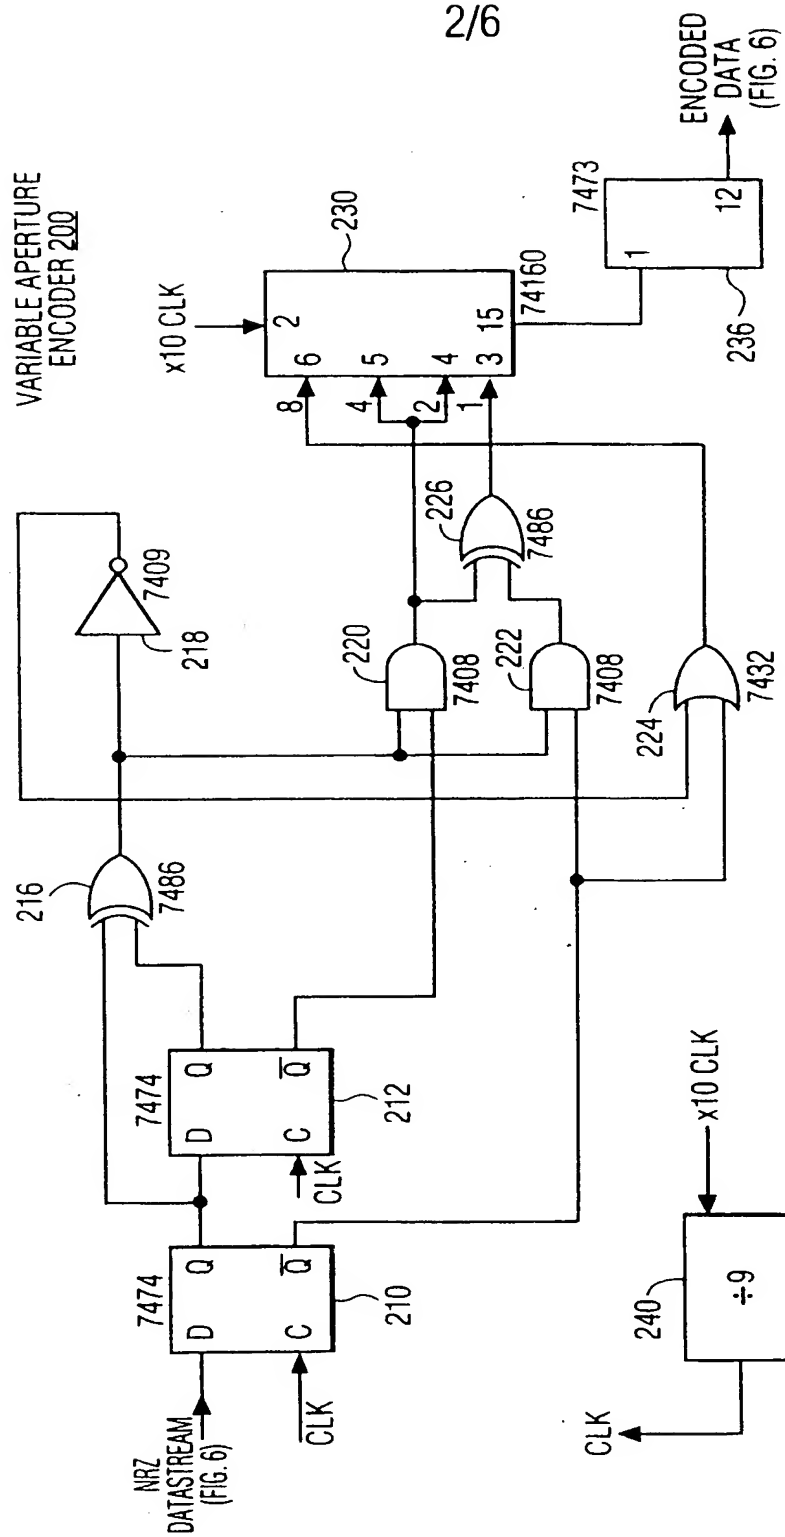 2/6
VARIABLE APERTURE
ENCODER 200
216
7486
218
7409
x10 CLK
230
2
8
6
4
5
2
4
1
3
15
74160
7473
1
12
236
ENCODED
DATA
(FIG. 6)
NRZ
DATASTREAM
(FIG. 6)
7474
D
Q
C
Q
CLK
210
7474
D
Q
C
Q
CLK
212
220
7408
222
7408
226
7486
224
7432
CLK
240
÷9
x10 CLK